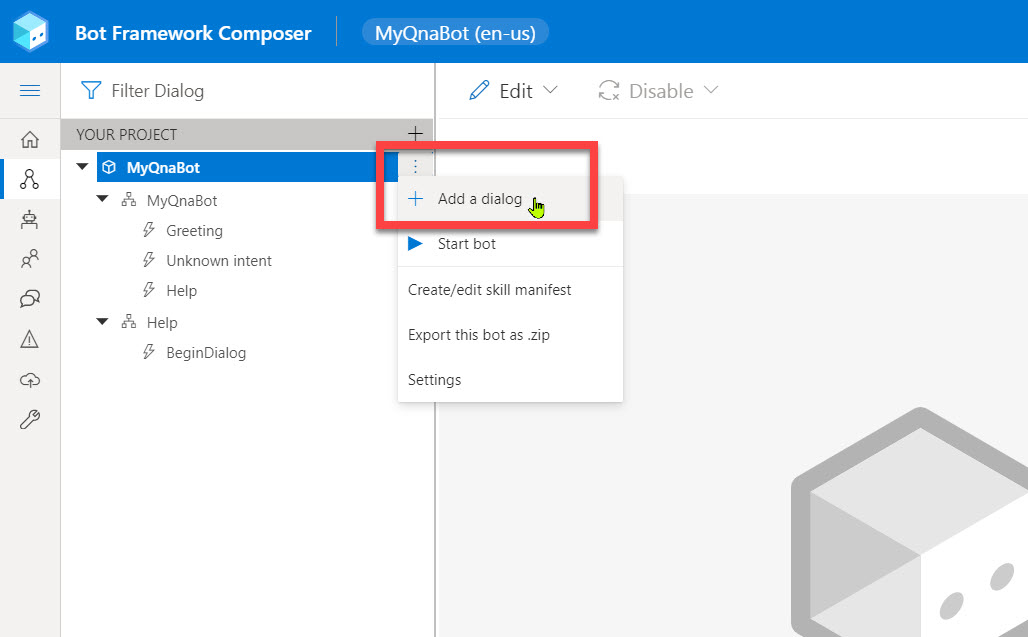 Bot Framework Composer
MyQnaBot (en-us)
Filter Dialog
Edit
Disable
YOUR PROJECT
MyQnaBot
MyQnaBot
Greeting
Unknown intent
Help
Help
BeginDialog
Add a dialog
Start bot
Create/edit skill manifest
Export this bot as .zip
Settings